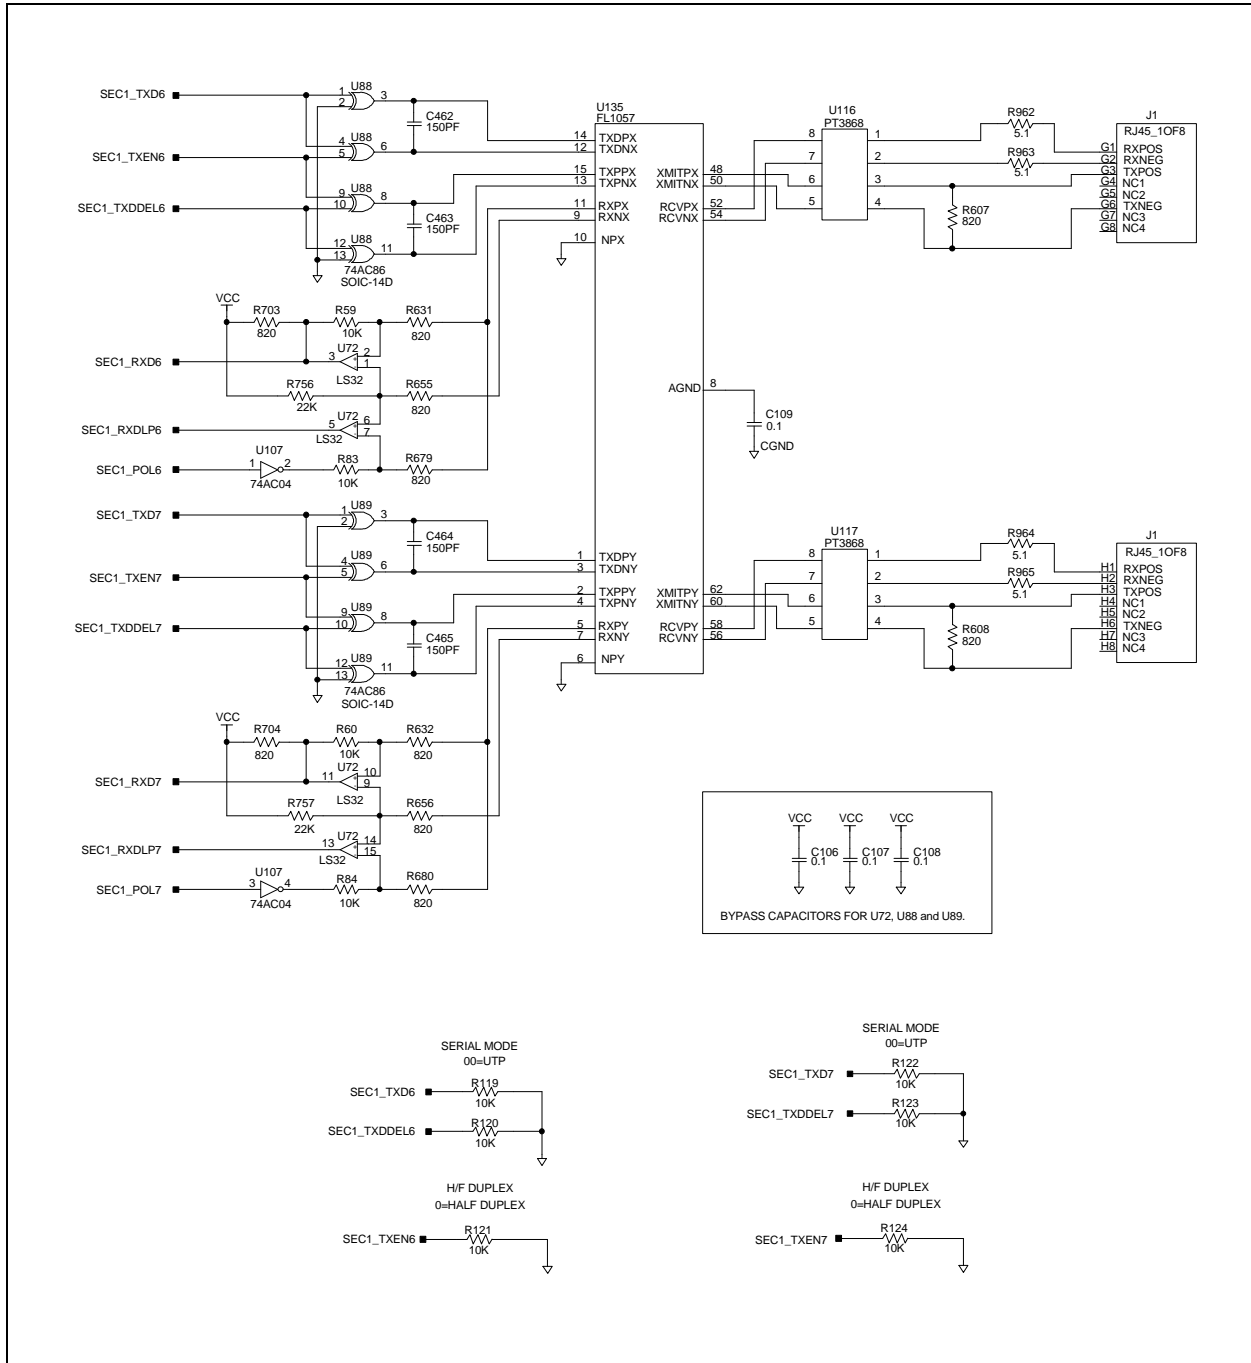 SEC1_TXD6
SEC1_TXEN6
SEC1_TXDDEL6
U88
1
2
3
U88
4
5
6
U88
9
10
8
U88
12
13
11
74AC86
SOIC-14D
C462
150PF
C463
150PF
U135
FL1057
14 TXDPX
12 TXDNX
15 TXPPX
13 TXPNX
11 RXPX
9 RXNX
10 NPX
XMITPX 48
XMITNX 50
RCVPX 52
RCVNX 54
AGND 8
C109
0.1
CGND
U116
PT3868
8
7
6
5
1
2
3
4
R962
5.1
R963
5.1
R607
820
J1
RJ45_1OF8
G1 RXPOS
G2 RXNEG
G3 TXPOS
G4 NC1
G5 NC2
G6 TXNEG
G7 NC3
G8 NC4
VCC
R703
820
R59
10K
R631
820
SEC1_RXD6
U72
3
2
1
LS32
R756
22K
R655
820
SEC1_RXDLP6
U72
5
6
7
LS32
SEC1_POL6
U107
1
2
74AC04
R83
10K
R679
820
SEC1_TXD7
SEC1_TXEN7
SEC1_TXDDEL7
U89
1
2
3
U89
4
5
6
U89
9
10
8
U89
12
13
11
74AC86
SOIC-14D
C464
150PF
C465
150PF
1 TXDPY
3 TXDNY
2 TXPPY
4 TXPNY
5 RXPY
7 RXNY
6 NPY
XMITPY 62
XMITNY 60
RCVPY 58
RCVNY 56
U117
PT3868
8
7
6
5
1
2
3
4
R964
5.1
R965
5.1
R608
820
J1
RJ45_1OF8
H1 RXPOS
H2 RXNEG
H3 TXPOS
H4 NC1
H5 NC2
H6 TXNEG
H7 NC3
H8 NC4
VCC
R704
820
R60
10K
R632
820
SEC1_RXD7
U72
11
10
9
LS32
R757
22K
R656
820
SEC1_RXDLP7
U72
13
14
15
LS32
SEC1_POL7
U107
3
4
74AC04
R84
10K
R680
820
VCC VCC VCC
C106
0.1
C107
0.1
C108
0.1
BYPASS CAPACITORS FOR U72, U88 and U89.
SERIAL MODE
00=UTP
SEC1_TXD6
R119
10K
SEC1_TXDDEL6
R120
10K
H/F DUPLEX
0=HALF DUPLEX
SEC1_TXEN6
R121
10K
SERIAL MODE
00=UTP
SEC1_TXD7
R122
10K
SEC1_TXDDEL7
R123
10K
H/F DUPLEX
0=HALF DUPLEX
SEC1_TXEN7
R124
10K